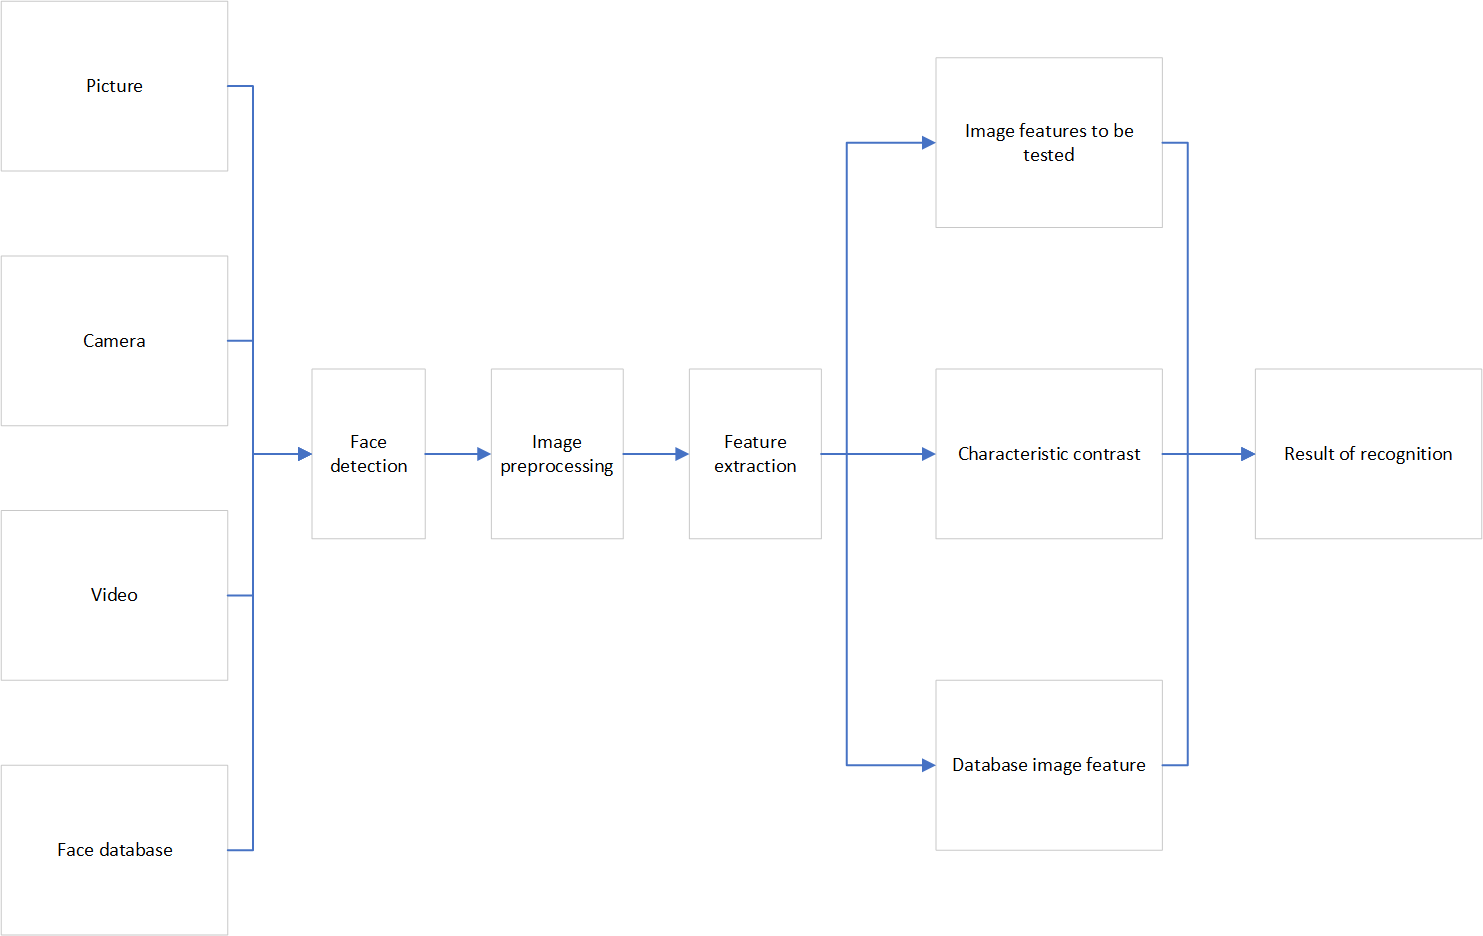 Picture
Camera
Video
Face database
Face
detection
Image
preprocessing
Feature
extraction
Image features to be
tested
Characteristic contrast
Database image feature
Result of recognition